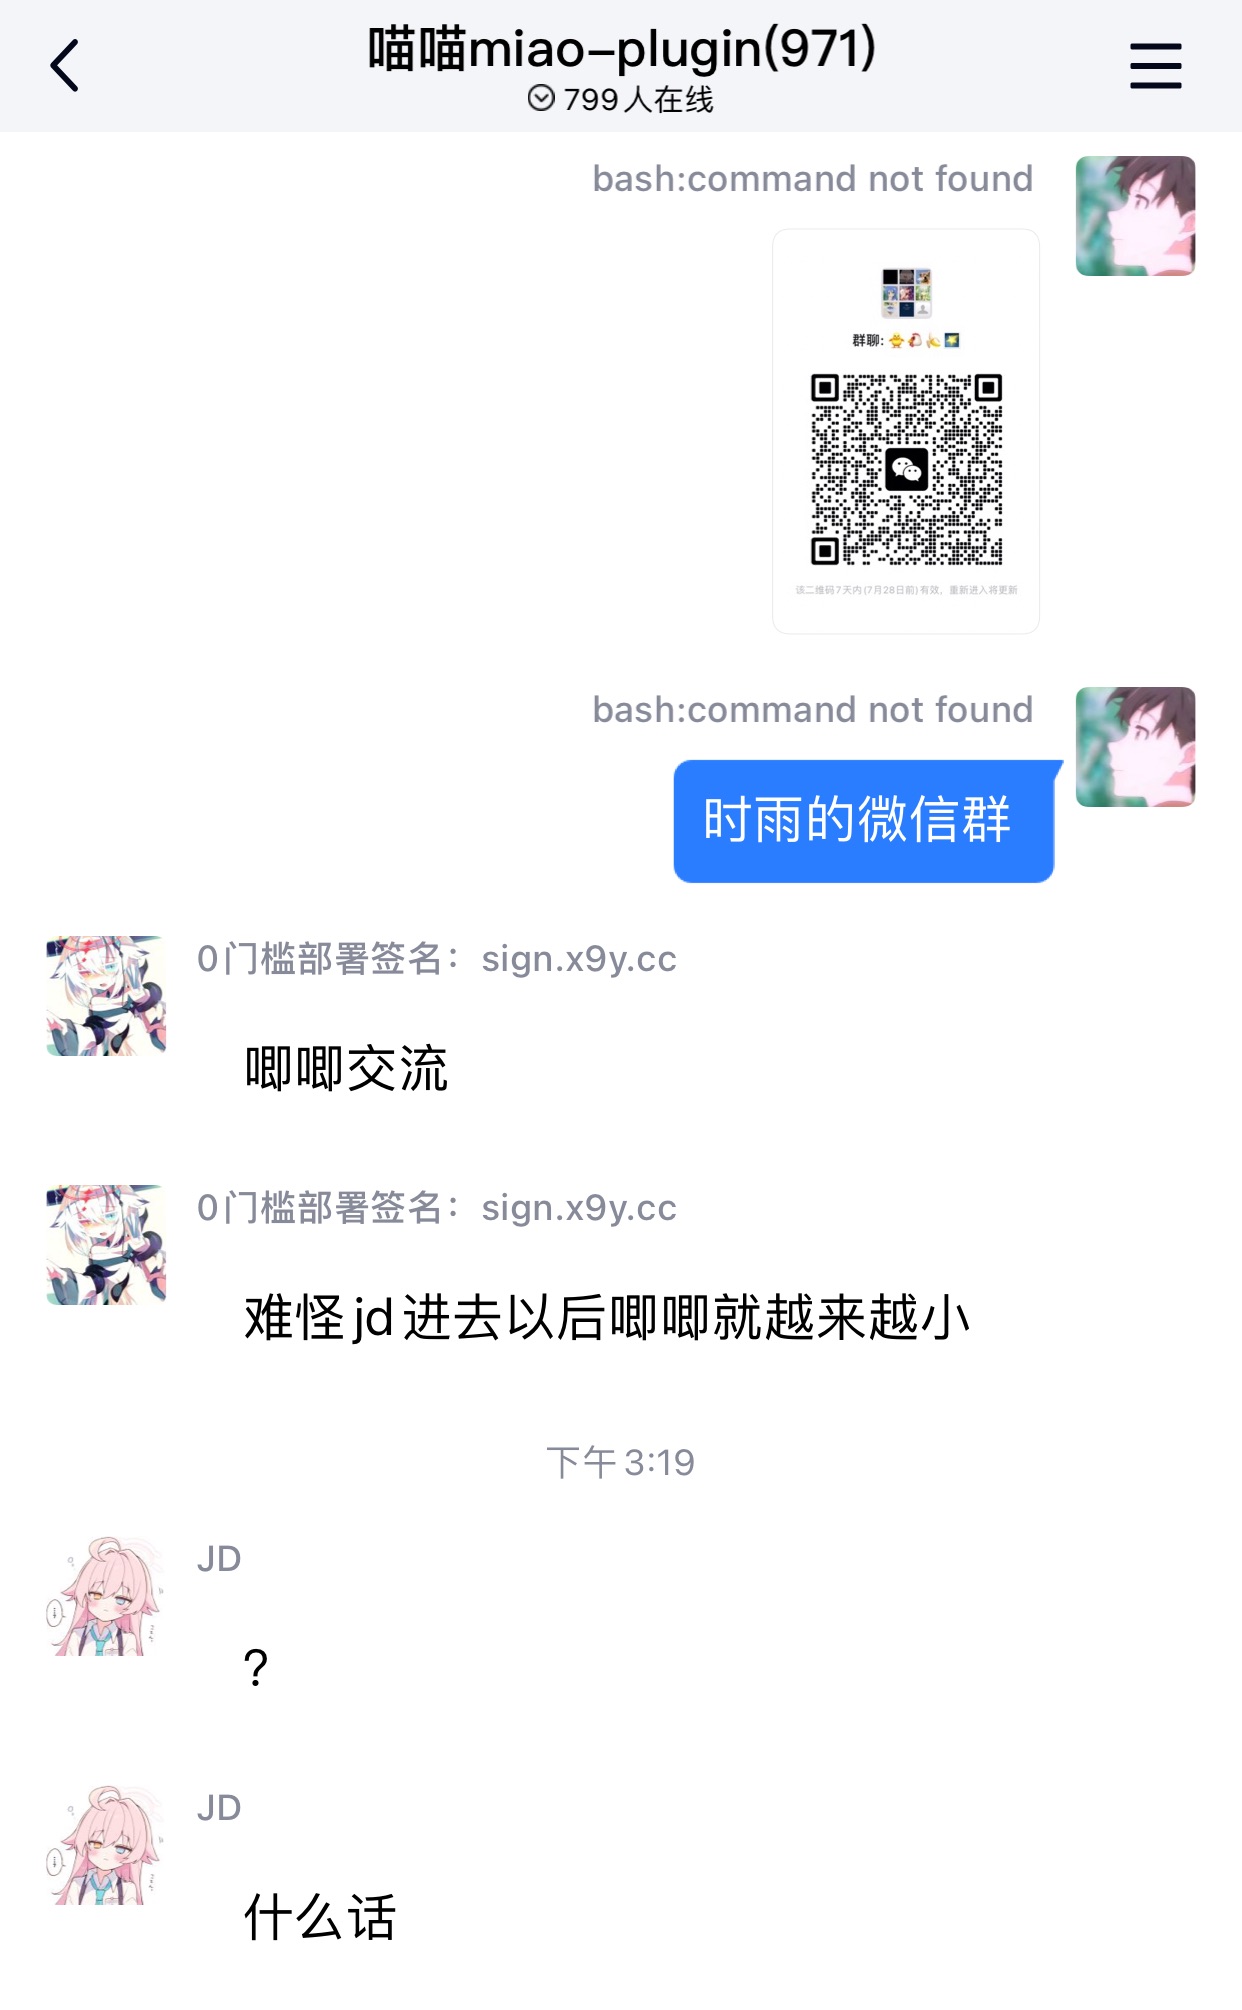 喵喵miao-plugin(971)
799人在线
bash:command not found
群聊: 🐥🐔🍌🌠
该二维码7天内(7月28日前)有效，重新进入将更新
bash:command not found
时雨的微信群
0门槛部署签名：sign.x9y.cc
唧唧交流
0门槛部署签名：sign.x9y.cc
难怪jd进去以后唧唧就越来越小
下午3:19
JD
?
JD
什么话